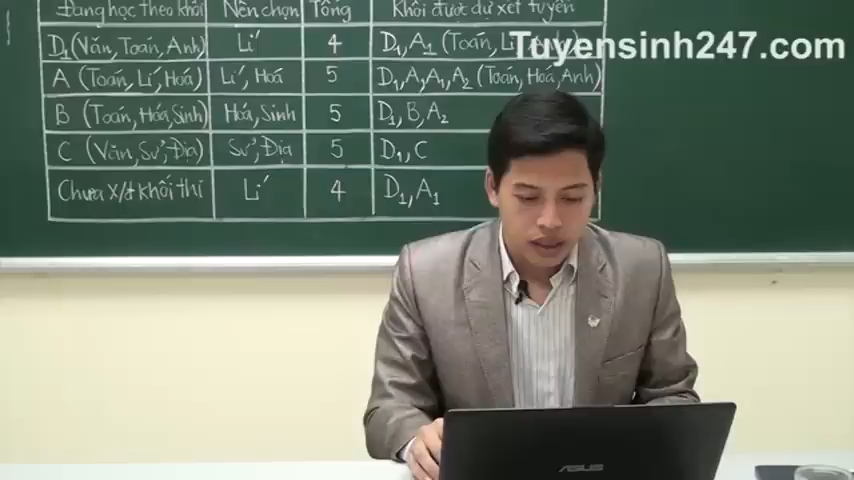 Đang học theo khối Nên chọn Tổng Khối được dự xét tuyển
D₁(Văn, Toán, Anh) Lí 4 D₁,A₁ (Toán, Lí,
Tuyensinh247.com
A (Toán, Lí, Hoá) Lí, Hoá 5 D₁,A,A₁,A₂ (Toán, Hoá, Anh)
B (Toán, Hóa, Sinh) Hoá, Sinh 5 D₁,B,A₂
C (Văn, Sử, Địa) Sử, Địa 5 D₁,C
Chưa x/đ khối thi Lí 4 D₁,A₁
ASUS